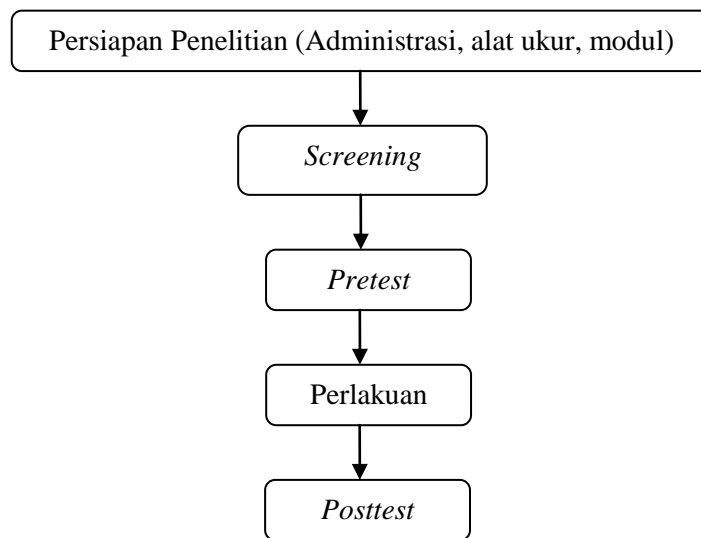 Persiapan Penelitian (Administrasi, alat ukur, modul)
Screening
Pretest
Perlakuan
Posttest